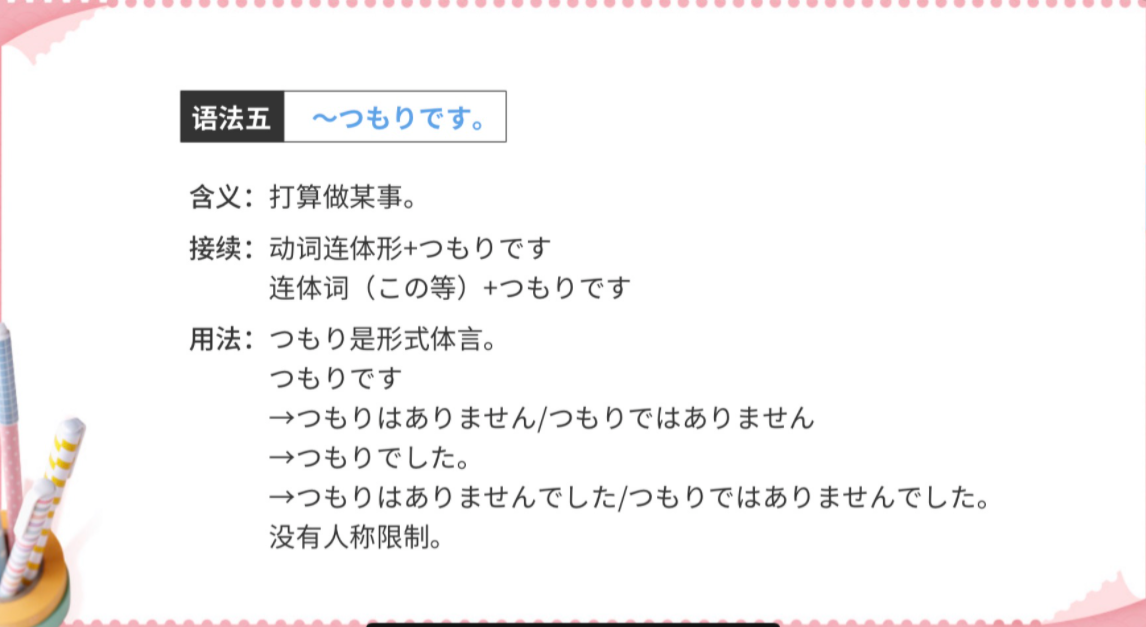 语法五 ～つもりです。
含义：打算做某事。
接续：动词连体形+つもりです
连体词（この等）+つもりです
用法：つもり是形式体言。
つもりです
→つもりはありません/つもりではありません
→つもりでした。
→つもりはありませんでした/つもりではありませんでした。
没有人称限制。